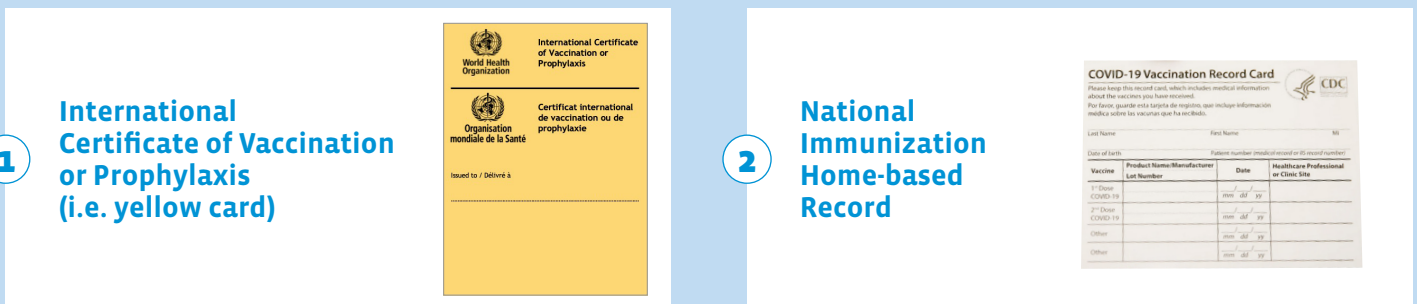 1
International
Certificate of Vaccination
or Prophylaxis
(i.e. yellow card)
World Health
Organization
International Certificate
of Vaccination or
Prophylaxis
Organisation
mondiale de la Santé
Certificat international
de vaccination ou de
prophylaxie
Issued to / Délivré à
2
National
Immunization
Home-based
Record
COVID-19 Vaccination Record Card
Please keep this record card, which includes medical information
about the vaccines you have received.
Por favor, guarde esta tarjeta de registro, que incluye información
médica sobre las vacunas que ha recibido.
CDC
Last Name First Name MI
Date of birth Patient number (medical record or IIS record number)
Vaccine Product Name/Manufacturer Date Healthcare Professional
Lot Number or Clinic Site
1st Dose
COVID-19 mm dd yy
2nd Dose
COVID-19 mm dd yy
Other mm dd yy
Other mm dd yy